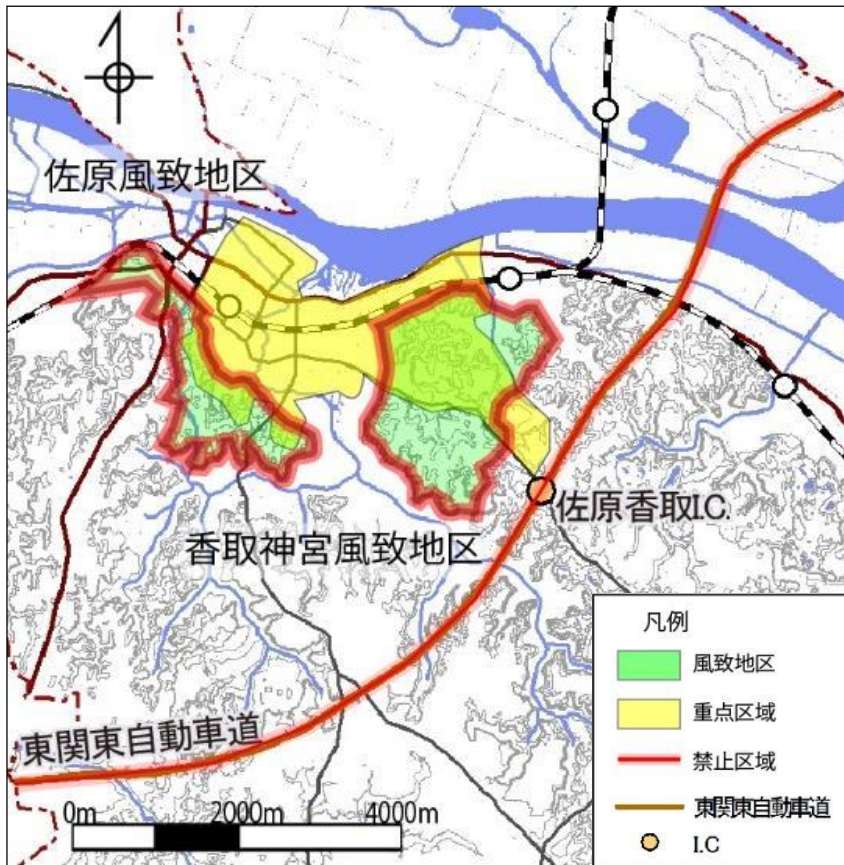 佐原風致地区
佐原香取I.C.
香取神宮風致地区
東関東自動車道
0m 2000m 4000m
凡例
風致地区
重点区域
禁止区域
東関東自動車道
I.C